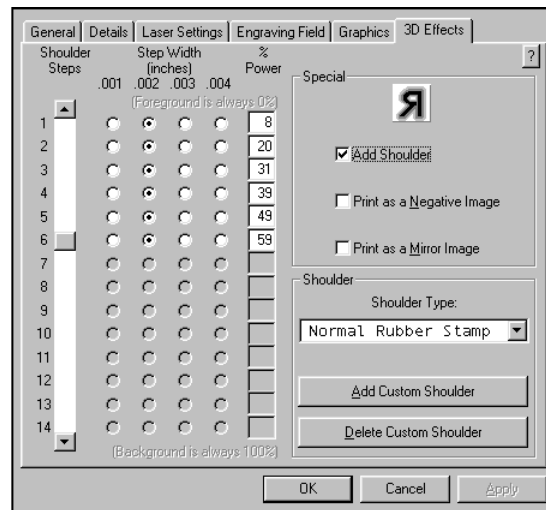 General Details Laser Settings Engraving Field Graphics 3D Effects
?
Shoulder Steps
Step Width (inches)
% Power
.001 .002 .003 .004
(Foreground is always 0%)
1 8
2 20
3 31
4 39
5 49
6 59
7
8
9
10
11
12
13
14
(Background is always 100%)
Special
Я
Add Shoulder
Print as a Negative Image
Print as a Mirror Image
Shoulder
Shoulder Type:
Normal Rubber Stamp
Add Custom Shoulder
Delete Custom Shoulder
OK Cancel Apply